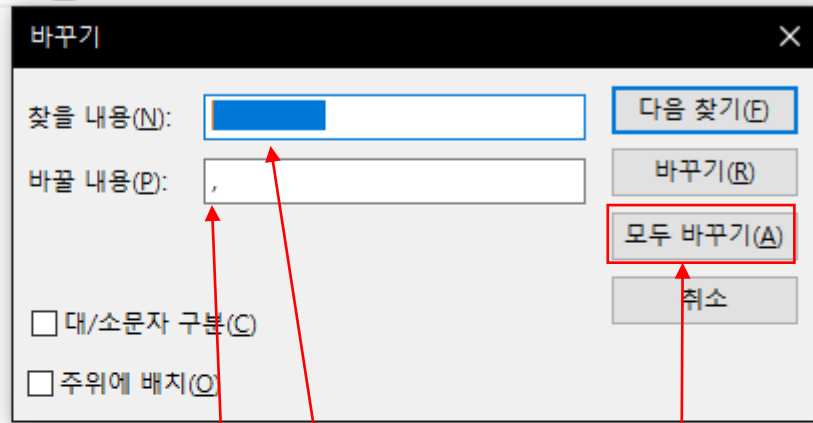 바꾸기
찾을 내용(N):
다음 찾기(F)
바꿀 내용(P):
,
바꾸기(R)
모두 바꾸기(A)
취소
대/소문자 구분(C)
주위에 배치(O)